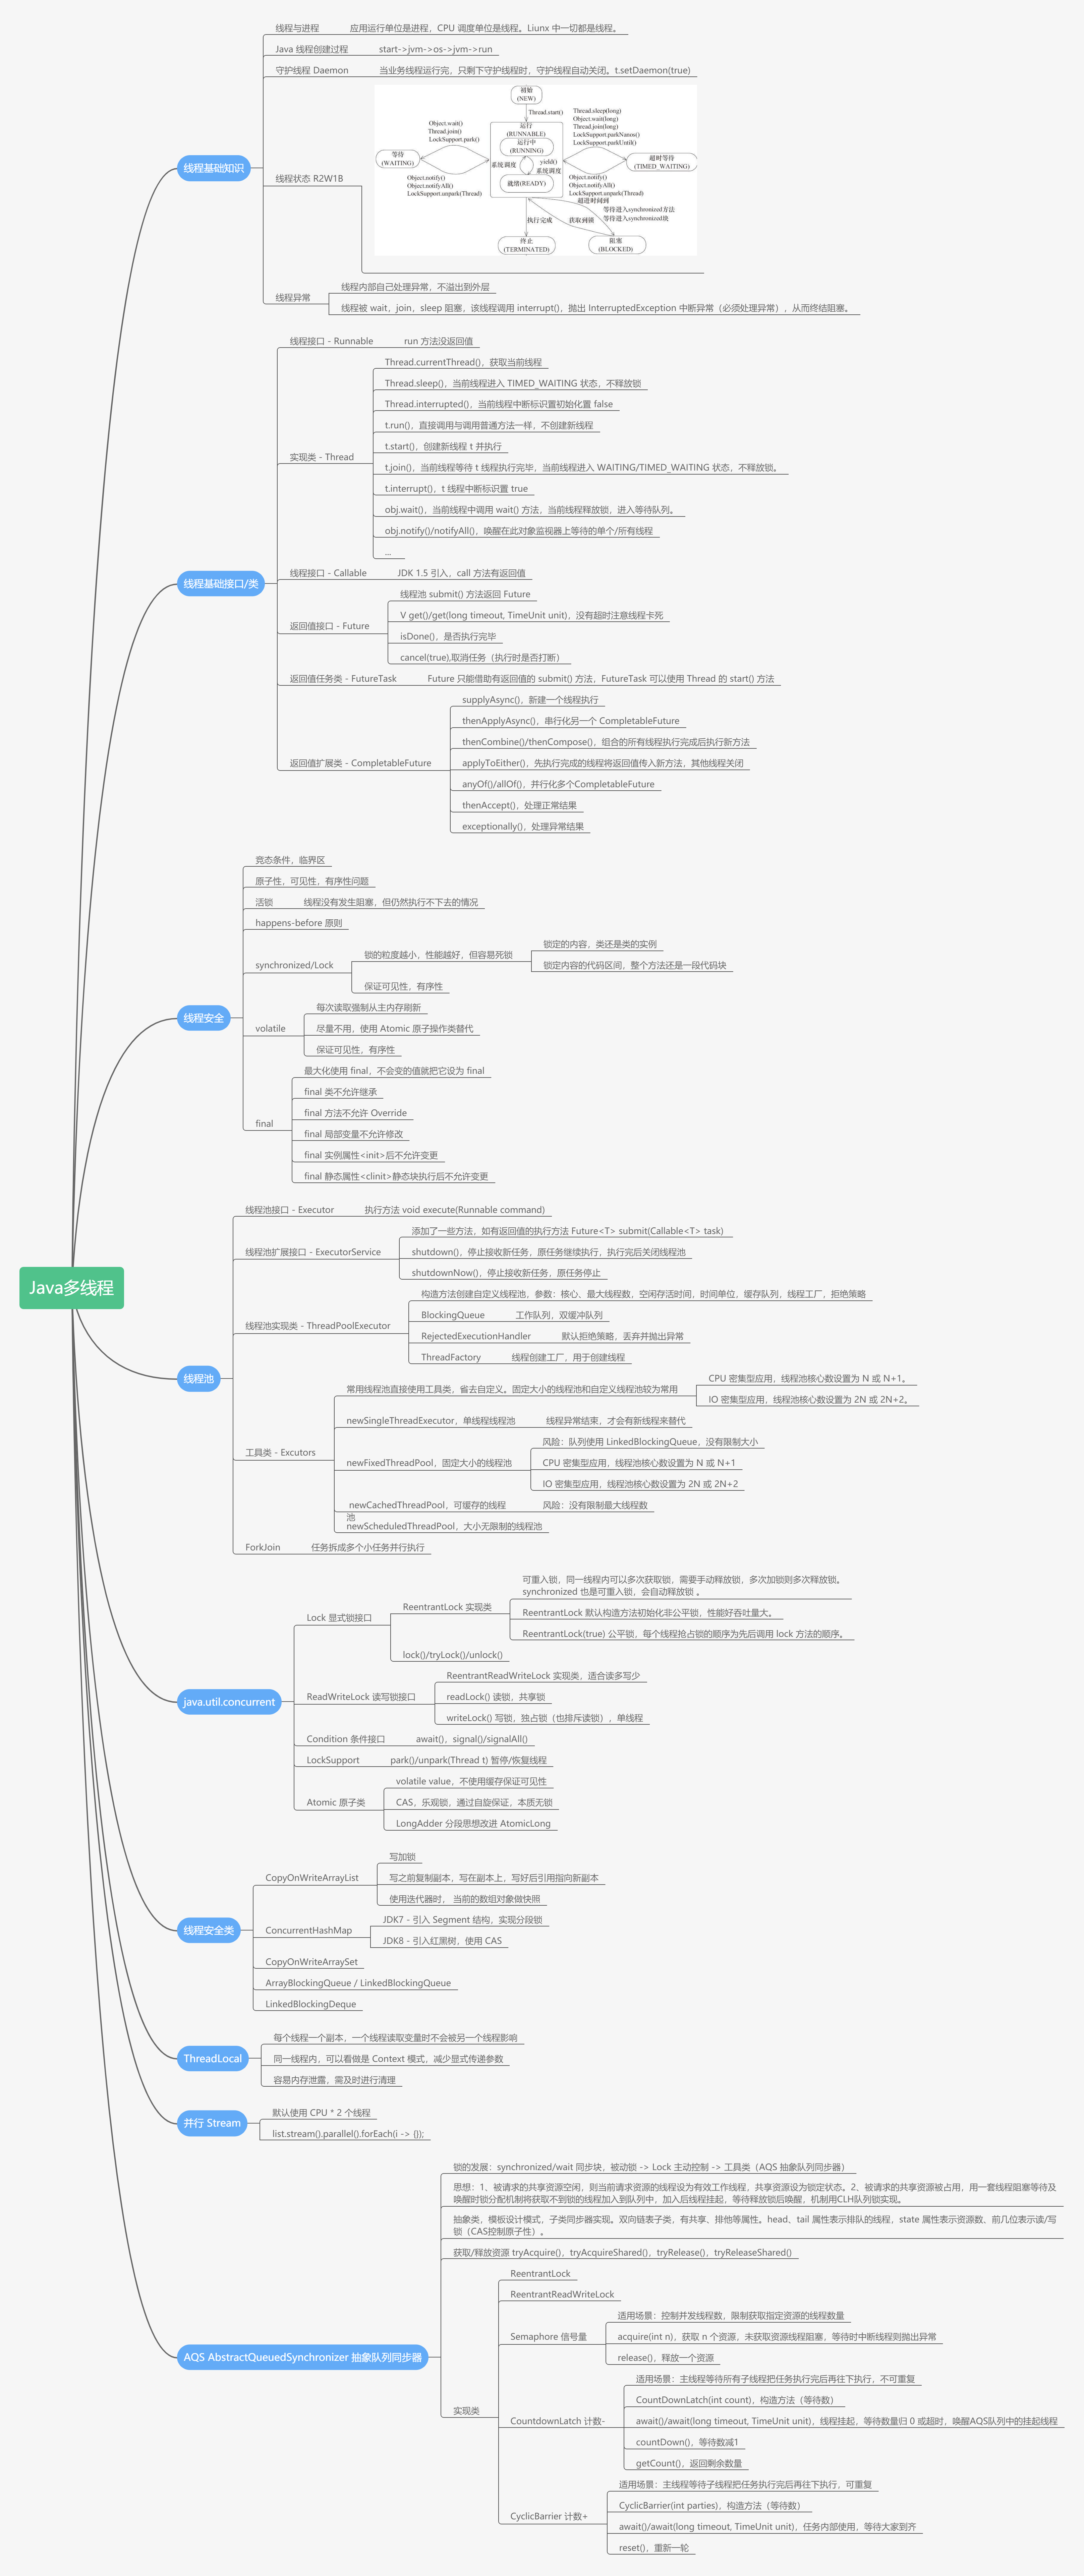 Java多线程
线程基础知识
线程与进程
应用运行单位是进程，CPU 调度单位是线程。Liunx 中一切都是线程。
Java 线程创建过程
start->jvm->os->jvm->run
守护线程 Daemon
当业务线程运行完，只剩下守护线程时，守护线程自动关闭。t.setDaemon(true)
线程状态 R2W1B
初始
(NEW)
Thread.start()
Object.wait()
Thread.join()
LockSupport.park()
等待
(WAITING)
Object.notify()
Object.notifyAll()
LockSupport.unpark(Thread)
运行
(RUNNABLE)
运行中
(RUNNING)
系统调度
yield()
系统调度
就绪(READY)
Thread.sleep(long)
Object.wait(long)
Thread.join(long)
LockSupport.parkNanos()
LockSupport.parkUntil()
超时等待
(TIMED_WAITING)
Object.notify()
Object.notifyAll()
LockSupport.unpark(Thread)
超进时间到
等待进入synchronized方法
等待进入synchronized块
执行完成
获取到锁
终止
(TERMINATED)
阻塞
(BLOCKED)
线程异常
线程内部自己处理异常，不溢出到外层
线程被 wait，join，sleep 阻塞，该线程调用 interrupt()，抛出 InterruptedException 中断异常（必须处理异常），从而终结阻塞。
线程基础接口/类
线程接口 - Runnable
run 方法没返回值
实现类 - Thread
Thread.currentThread()，获取当前线程
Thread.sleep()，当前线程进入 TIMED_WAITING 状态，不释放锁
Thread.interrupted()，当前线程中断标识置初始化置 false
t.run()，直接调用与调用普通方法一样，不创建新线程
t.start()，创建新线程 t 并执行
t.join()，当前线程等待 t 线程执行完毕，当前线程进入 WAITING/TIMED_WAITING 状态，不释放锁。
t.interrupt()，t 线程中断标识置 true
obj.wait()，当前线程中调用 wait() 方法，当前线程释放锁，进入等待队列。
obj.notify()/notifyAll()，唤醒在此对象监视器上等待的单个/所有线程
...
线程接口 - Callable
JDK 1.5 引入，call 方法有返回值
返回值接口 - Future
线程池 submit() 方法返回 Future
V get()/get(long timeout, TimeUnit unit)，没有超时注意线程卡死
isDone()，是否执行完毕
cancel(true),取消任务（执行时是否打断）
返回值任务类 - FutureTask
Future 只能借助有返回值的 submit() 方法，FutureTask 可以使用 Thread 的 start() 方法
返回值扩展类 - CompletableFuture
supplyAsync()，新建一个线程执行
thenApplyAsync()，串行化另一个 CompletableFuture
thenCombine()/thenCompose()，组合的所有线程执行完成后执行新方法
applyToEither()，先执行完成的线程将返回值传入新方法，其他线程关闭
anyOf()/allOf()，并行化多个CompletableFuture
thenAccept()，处理正常结果
exceptionally()，处理异常结果
线程安全
竞态条件，临界区
原子性，可见性，有序性问题
活锁
线程没有发生阻塞，但仍然执行不下去的情况
happens-before 原则
synchronized/Lock
锁的粒度越小，性能越好，但容易死锁
锁定的内容，类还是类的实例
锁定内容的代码区间，整个方法还是一段代码块
保证可见性，有序性
volatile
每次读取强制从主内存刷新
尽量不用，使用 Atomic 原子操作类替代
保证可见性，有序性
final
最大化使用 final，不会变的值就把它设为 final
final 类不允许继承
final 方法不允许 Override
final 局部变量不允许修改
final 实例属性<init>后不允许变更
final 静态属性<clinit>静态块执行后不允许变更
线程池
线程池接口 - Executor
执行方法 void execute(Runnable command)
线程池扩展接口 - ExecutorService
添加了一些方法，如有返回值的执行方法 Future<T> submit(Callable<T> task)
shutdown()，停止接收新任务，原任务继续执行，执行完后关闭线程池
shutdownNow()，停止接收新任务，原任务停止
线程池实现类 - ThreadPoolExecutor
构造方法创建自定义线程池，参数：核心、最大线程数，空闲存活时间，时间单位，缓存队列，线程工厂，拒绝策略
BlockingQueue
工作队列，双缓冲队列
RejectedExecutionHandler
默认拒绝策略，丢弃并抛出异常
ThreadFactory
线程创建工厂，用于创建线程
工具类 - Excutors
常用线程池直接使用工具类，省去自定义。固定大小的线程池和自定义线程池较为常用
CPU 密集型应用，线程池核心数设置为 N 或 N+1。
IO 密集型应用，线程池核心数设置为 2N 或 2N+2。
newSingleThreadExecutor，单线程线程池
线程异常结束，才会有新线程来替代
newFixedThreadPool，固定大小的线程池
风险：队列使用 LinkedBlockingQueue，没有限制大小
CPU 密集型应用，线程池核心数设置为 N 或 N+1
IO 密集型应用，线程池核心数设置为 2N 或 2N+2
newCachedThreadPool，可缓存的线程
池
风险：没有限制最大线程数
newScheduledThreadPool，大小无限制的线程池
ForkJoin
任务拆成多个小任务并行执行
java.util.concurrent
Lock 显式锁接口
ReentrantLock 实现类
可重入锁，同一线程内可以多次获取锁，需要手动释放锁，多次加锁则多次释放锁。
synchronized 也是可重入锁，会自动释放锁 。
ReentrantLock 默认构造方法初始化非公平锁，性能好吞吐量大。
ReentrantLock(true) 公平锁，每个线程抢占锁的顺序为先后调用 lock 方法的顺序。
lock()/tryLock()/unlock()
ReadWriteLock 读写锁接口
ReentrantReadWriteLock 实现类，适合读多写少
readLock() 读锁，共享锁
writeLock() 写锁，独占锁（也排斥读锁），单线程
Condition 条件接口
await()，signal()/signalAll()
LockSupport
park()/unpark(Thread t) 暂停/恢复线程
Atomic 原子类
volatile value，不使用缓存保证可见性
CAS，乐观锁，通过自旋保证，本质无锁
LongAdder 分段思想改进 AtomicLong
线程安全类
CopyOnWriteArrayList
写加锁
写之前复制副本，写在副本上，写好后引用指向新副本
使用迭代器时， 当前的数组对象做快照
ConcurrentHashMap
JDK7 - 引入 Segment 结构，实现分段锁
JDK8 - 引入红黑树，使用 CAS
CopyOnWriteArraySet
ArrayBlockingQueue / LinkedBlockingQueue
LinkedBlockingDeque
ThreadLocal
每个线程一个副本，一个线程读取变量时不会被另一个线程影响
同一线程内，可以看做是 Context 模式，减少显式传递参数
容易内存泄露，需及时进行清理
并行 Stream
默认使用 CPU * 2 个线程
list.stream().parallel().forEach(i -> {});
AQS AbstractQueuedSynchronizer 抽象队列同步器
锁的发展：synchronized/wait 同步块，被动锁 -> Lock 主动控制 -> 工具类（AQS 抽象队列同步器）
思想：1、被请求的共享资源空闲，则当前请求资源的线程设为有效工作线程，共享资源设为锁定状态。2、被请求的共享资源被占用，用一套线程阻塞等待及
唤醒时锁分配机制将获取不到锁的线程加入到队列中，加入后线程挂起，等待释放锁后唤醒，机制用CLH队列锁实现。
抽象类，模板设计模式，子类同步器实现。双向链表子类，有共享、排他等属性。head、tail 属性表示排队的线程，state 属性表示资源数、前几位表示读/写
锁（CAS控制原子性）。
获取/释放资源 tryAcquire()，tryAcquireShared()，tryRelease()，tryReleaseShared()
实现类
ReentrantLock
ReentrantReadWriteLock
Semaphore 信号量
适用场景：控制并发线程数，限制获取指定资源的线程数量
acquire(int n)，获取 n 个资源，未获取资源线程阻塞，等待时中断线程则抛出异常
release()，释放一个资源
CountdownLatch 计数-
适用场景：主线程等待所有子线程把任务执行完后再往下执行，不可重复
CountDownLatch(int count)，构造方法（等待数）
await()/await(long timeout, TimeUnit unit)，线程挂起，等待数量归 0 或超时，唤醒AQS队列中的挂起线程
countDown()，等待数减1
getCount()，返回剩余数量
CyclicBarrier 计数+
适用场景：主线程等待子线程把任务执行完后再往下执行，可重复
CyclicBarrier(int parties)，构造方法（等待数）
await()/await(long timeout, TimeUnit unit)，任务内部使用，等待大家到齐
reset()，重新一轮